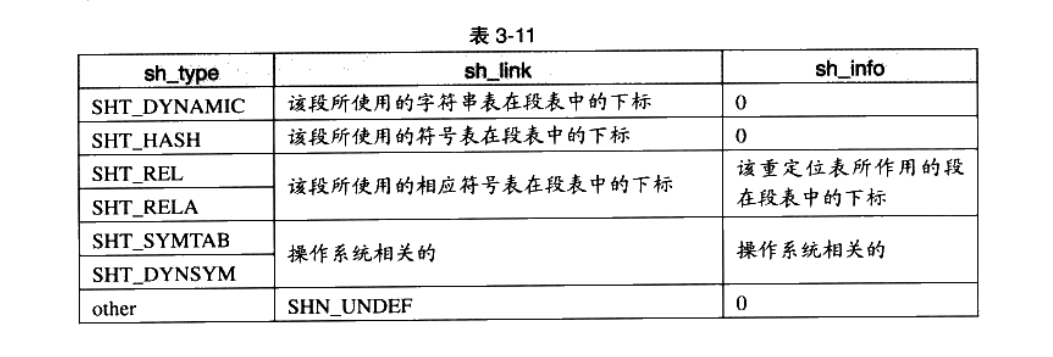 表 3-11
sh_type sh_link sh_info
SHT_DYNAMIC 该段所使用的字符串表在段表中的下标 0
SHT_HASH 该段所使用的符号表在段表中的下标 0
SHT_REL
SHT_RELA
该段所使用的相应符号表在段表中的下标
该重定位表所作用的段
在段表中的下标
SHT_SYMTAB
SHT_DYNSYM
操作系统相关的
操作系统相关的
other SHN_UNDEF 0